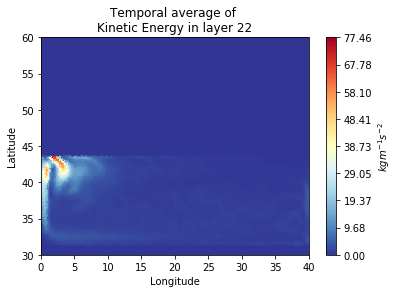 Temporal average of
Kinetic Energy in layer 22
60
55
50
45
40
35
30
Latitude
0 5 10 15 20 25 30 35 40
Longitude
77.46
67.78
58.10
48.41
38.73
29.05
19.37
9.68
0.00
kgm⁻¹s⁻²